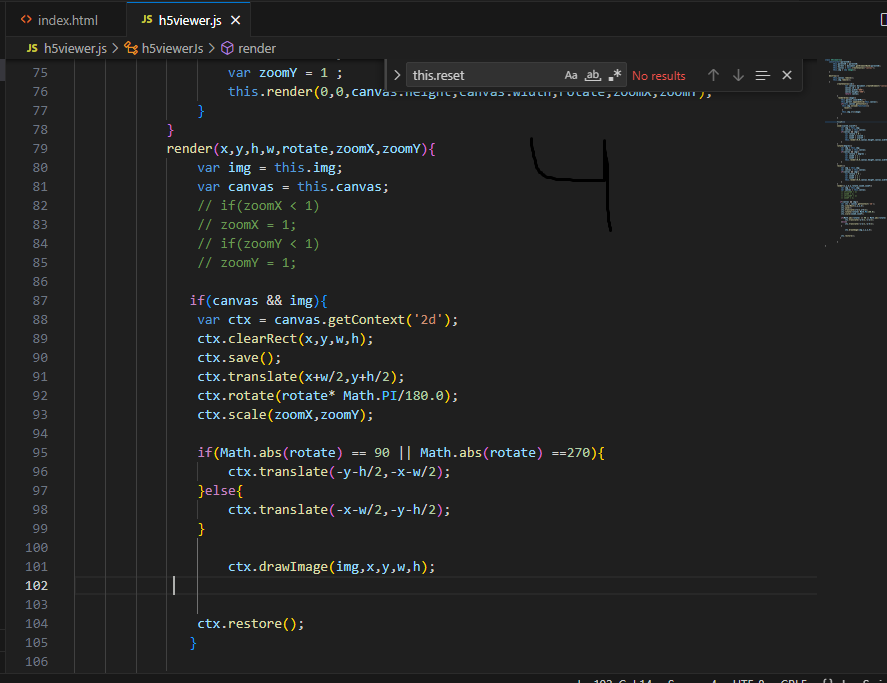 index.html
JS h5viewer.js
JS h5viewer.js > h5viewerJs > render
this.reset Aa ab No results
75 var zoomY = 1 ;
76 this.render(0,0,canvas.height,canvas.width,rotate,zoomX,zoomY);
77 }
78 }
79 render(x,y,h,w,rotate,zoomX,zoomY){
80 var img = this.img;
81 var canvas = this.canvas;
82 // if(zoomX < 1)
83 // zoomX = 1;
84 // if(zoomY < 1)
85 // zoomY = 1;
86
87 if(canvas && img){
88 var ctx = canvas.getContext('2d');
89 ctx.clearRect(x,y,w,h);
90 ctx.save();
91 ctx.translate(x+w/2,y+h/2);
92 ctx.rotate(rotate* Math.PI/180.0);
93 ctx.scale(zoomX,zoomY);
94
95 if(Math.abs(rotate) == 90 || Math.abs(rotate) ==270){
96 ctx.translate(-y-h/2,-x-w/2);
97 }else{
98 ctx.translate(-x-w/2,-y-h/2);
99 }
100
101 ctx.drawImage(img,x,y,w,h);
102
103
104 ctx.restore();
105 }
106